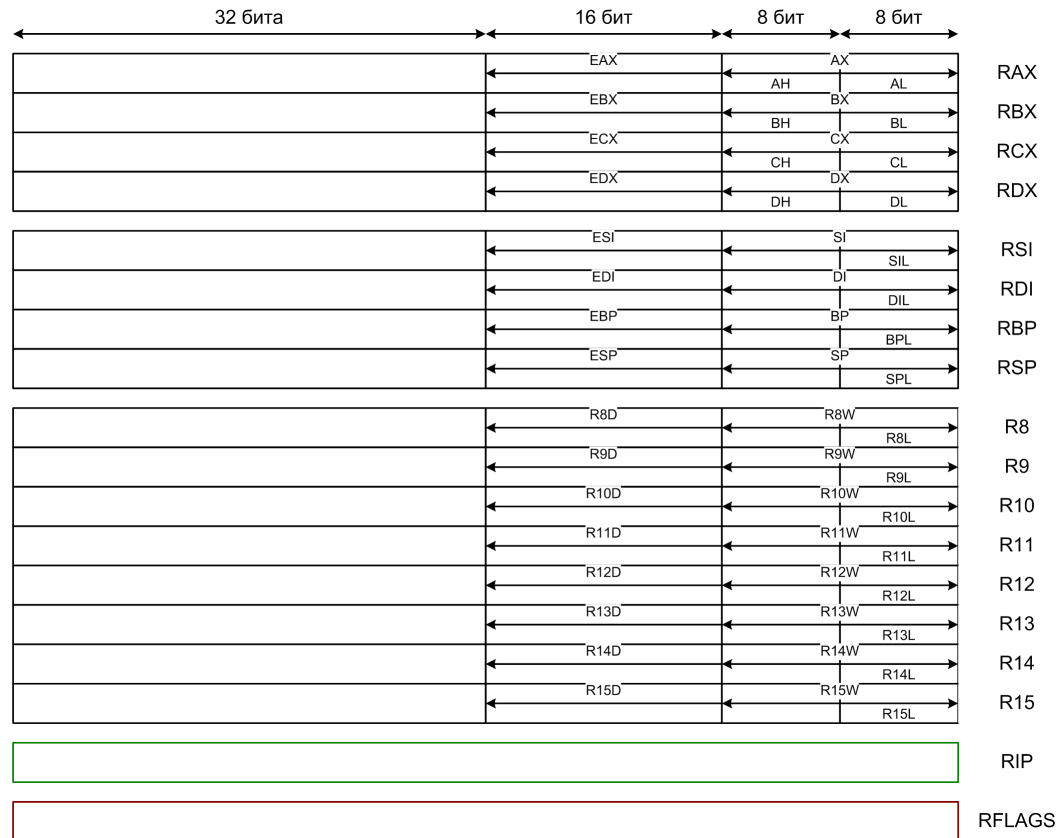 32 бита 16 бит 8 бит 8 бит
EAX AX RAX
AH AL
EBX BX RBX
BH BL
ECX CX RCX
CH CL
EDX DX RDX
DH DL
ESI SI RSI
SIL
EDI DI RDI
DIL
EBP BP RBP
BPL
ESP SP RSP
SPL
R8D R8W R8
R8L
R9D R9W R9
R9L
R10D R10W R10
R10L
R11D R11W R11
R11L
R12D R12W R12
R12L
R13D R13W R13
R13L
R14D R14W R14
R14L
R15D R15W R15
R15L
RIP
RFLAGS